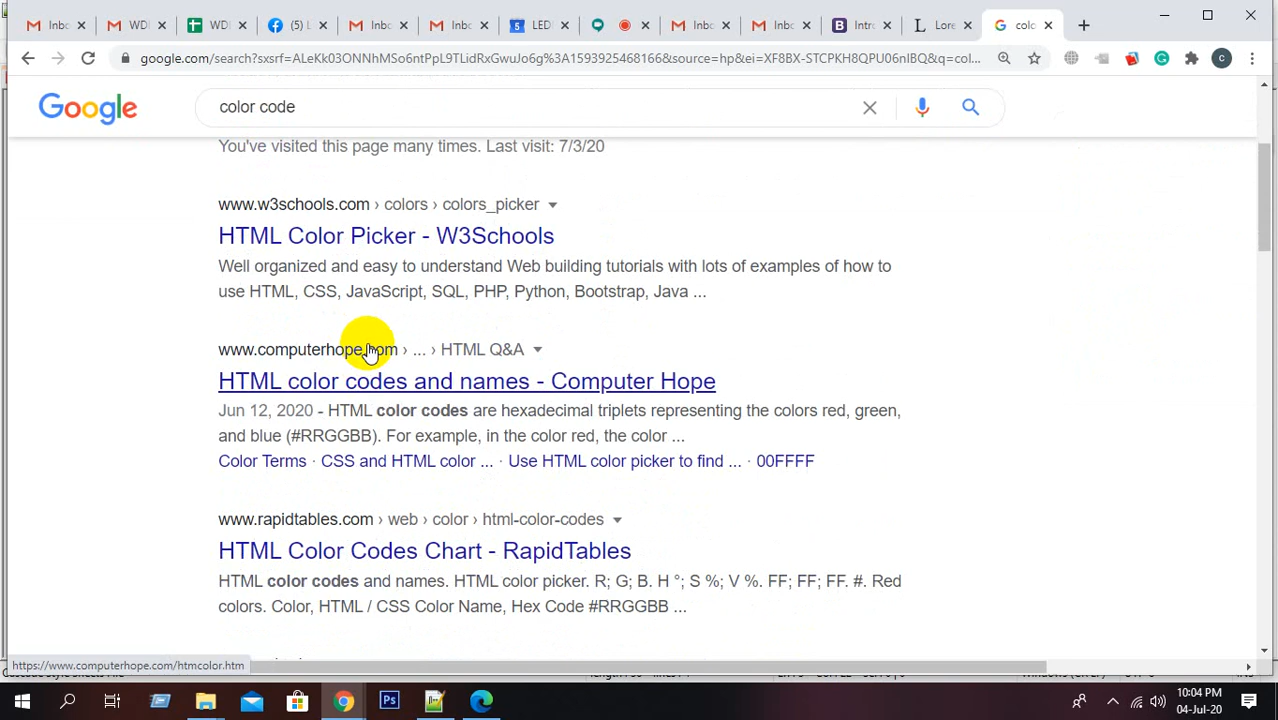 Inbo
WDI
WDI
(5) L
Inbo
Inbo
5 LEDI
Inbo
Inbo
B Intro
L Lore
colo
google.com/search?sxsrf=ALeKk03ONNhMSo6ntPpL9TLidRxGwuJp6g%3A1593925468166&source=hp&ei=XF8BX-STCPKH8QPU06nIBQ&q=col...
c
Google
color code
You've visited this page many times. Last visit: 7/3/20
www.w3schools.com › colors › colors_picker
HTML Color Picker - W3Schools
Well organized and easy to understand Web building tutorials with lots of examples of how to
use HTML, CSS, JavaScript, SQL, PHP, Python, Bootstrap, Java ...
www.computerhope.com › ... › HTML Q&A
HTML color codes and names - Computer Hope
Jun 12, 2020 - HTML color codes are hexadecimal triplets representing the colors red, green,
and blue (#RRGGBB). For example, in the color red, the color ...
Color Terms · CSS and HTML color ... · Use HTML color picker to find ... · 00FFFF
www.rapidtables.com › web › color › html-color-codes
HTML Color Codes Chart - RapidTables
HTML color codes and names. HTML color picker. R; G; B. H °; S %; V %. FF; FF; FF. #. Red
colors. Color, HTML / CSS Color Name, Hex Code #RRGGBB ...
https://www.computerhope.com/htmcolor.htm
Ps
10:04 PM
04-Jul-20